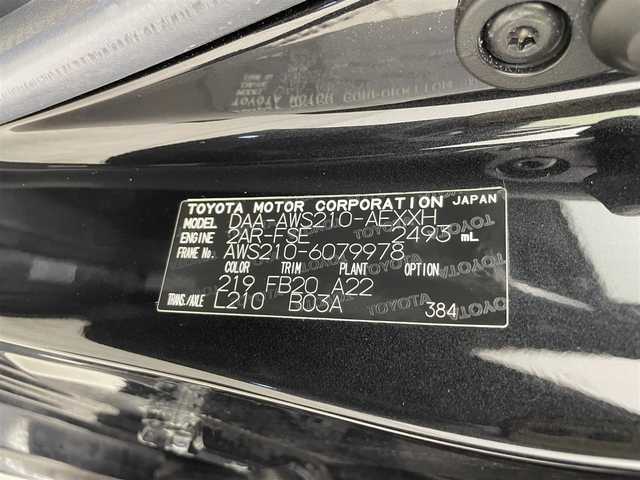 TOYOTA MOTOR CORPORATION JAPAN
MODEL DAA-AWS210-AEXXH
ENGINE 2AR-FSE 2493 mL
FRAME No. AWS210-6079978
COLOR TRIM PLANT OPTION
219 FB20 A22
TRANS./AXLE L210 B03A 384